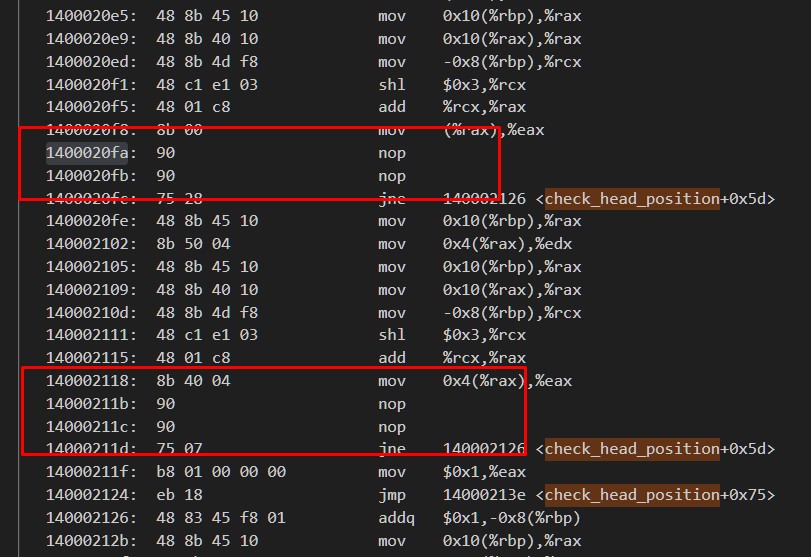 1400020e5: 48 8b 45 10 mov 0x10(%rbp),%rax
1400020e9: 48 8b 40 10 mov 0x10(%rax),%rax
1400020ed: 48 8b 4d f8 mov -0x8(%rbp),%rcx
1400020f1: 48 c1 e1 03 shl $0x3,%rcx
1400020f5: 48 01 c8 add %rcx,%rax
1400020f8: 8b 00 mov (%rax),%eax
1400020fa: 90 nop
1400020fb: 90 nop
1400020fc: 75 28 jne 140002126 <check_head_position+0x5d>
1400020fe: 48 8b 45 10 mov 0x10(%rbp),%rax
140002102: 8b 50 04 mov 0x4(%rax),%edx
140002105: 48 8b 45 10 mov 0x10(%rbp),%rax
140002109: 48 8b 40 10 mov 0x10(%rax),%rax
14000210d: 48 8b 4d f8 mov -0x8(%rbp),%rcx
140002111: 48 c1 e1 03 shl $0x3,%rcx
140002115: 48 01 c8 add %rcx,%rax
140002118: 8b 40 04 mov 0x4(%rax),%eax
14000211b: 90 nop
14000211c: 90 nop
14000211d: 75 07 jne 140002126 <check_head_position+0x5d>
14000211f: b8 01 00 00 00 mov $0x1,%eax
140002124: eb 18 jmp 14000213e <check_head_position+0x75>
140002126: 48 83 45 f8 01 addq $0x1,-0x8(%rbp)
14000212b: 48 8b 45 10 mov 0x10(%rbp),%rax